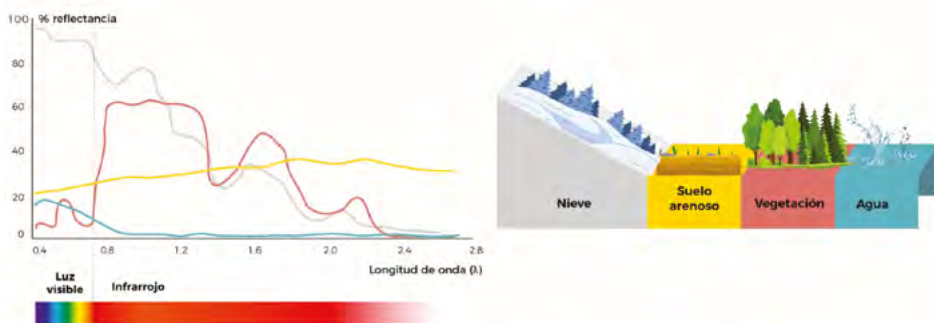 100
% reflectancia
80
60
40
20
0
0.4
0.8
1.2
1.6
2.0
2.4
2.8
Longitud de onda (λ)
Luz
visible
Infrarrojo
Nieve
Suelo
arenoso
Vegetación
Agua